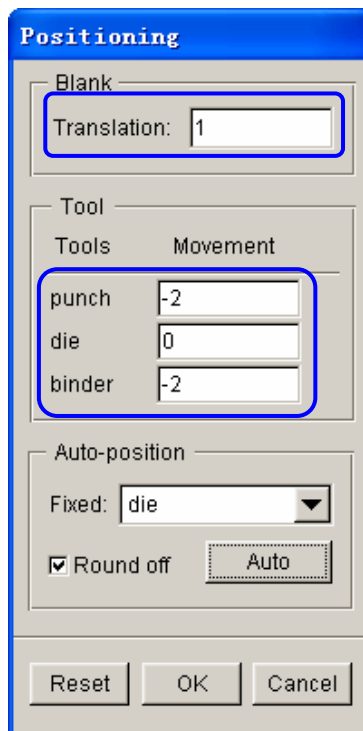 Positioning
Blank
Translation: 1
Tool
Tools Movement
punch -2
die 0
binder -2
Auto-position
Fixed: die
Round off Auto
Reset OK Cancel